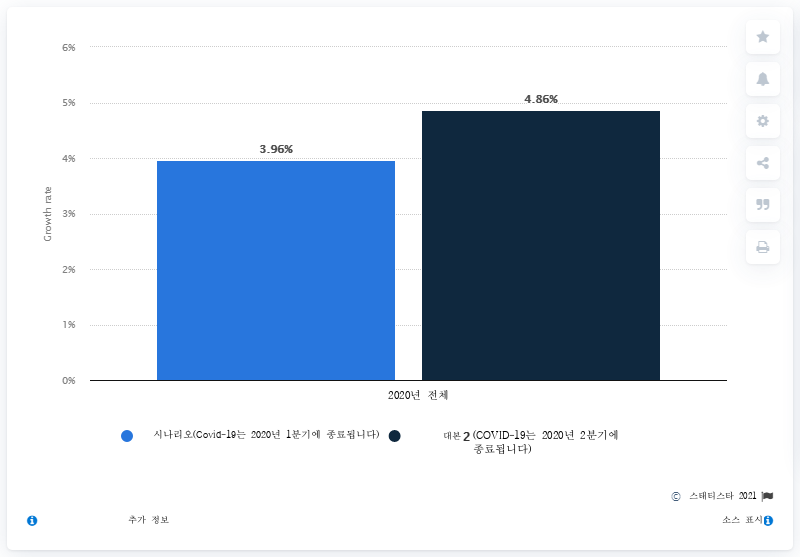 6%
5%
4.86%
4%
3.96%
3%
2%
1%
0%
Growth rate
2020년 전체
시나리오(Covid-19는 2020년 1분기에 종료됩니다)
대본 2 (COVID-19는 2020년 2분기에
종료됩니다)
© 스태티스타 2021
추가 정보
소스 표시